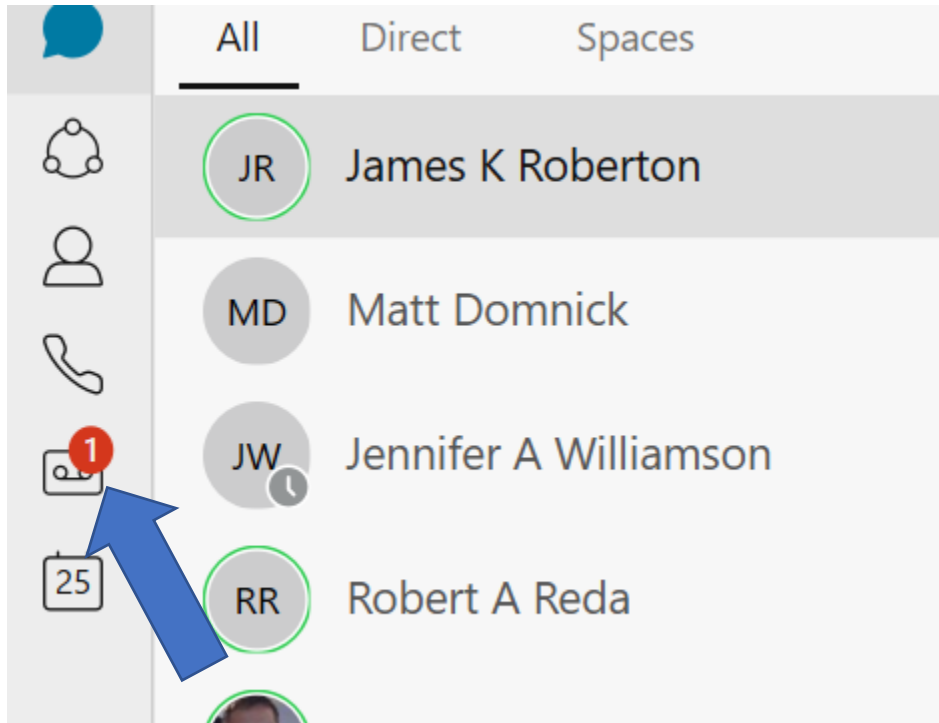 All Direct Spaces
JR James K Roberton
MD Matt Domnick
JW Jennifer A Williamson
1
25
RR Robert A Reda